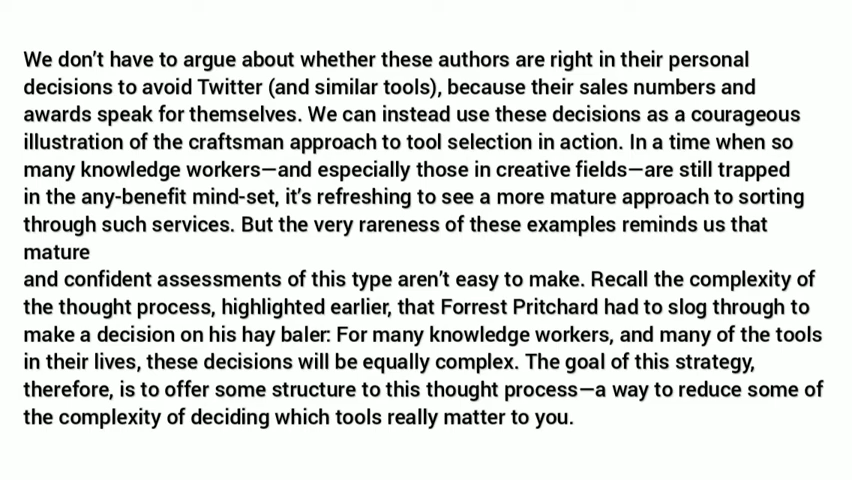 We don’t have to argue about whether these authors are right in their personal
decisions to avoid Twitter (and similar tools), because their sales numbers and
awards speak for themselves. We can instead use these decisions as a courageous
illustration of the craftsman approach to tool selection in action. In a time when so
many knowledge workers—and especially those in creative fields—are still trapped
in the any-benefit mind-set, it’s refreshing to see a more mature approach to sorting
through such services. But the very rareness of these examples reminds us that
mature
and confident assessments of this type aren’t easy to make. Recall the complexity of
the thought process, highlighted earlier, that Forrest Pritchard had to slog through to
make a decision on his hay baler: For many knowledge workers, and many of the tools
in their lives, these decisions will be equally complex. The goal of this strategy,
therefore, is to offer some structure to this thought process—a way to reduce some of
the complexity of deciding which tools really matter to you.